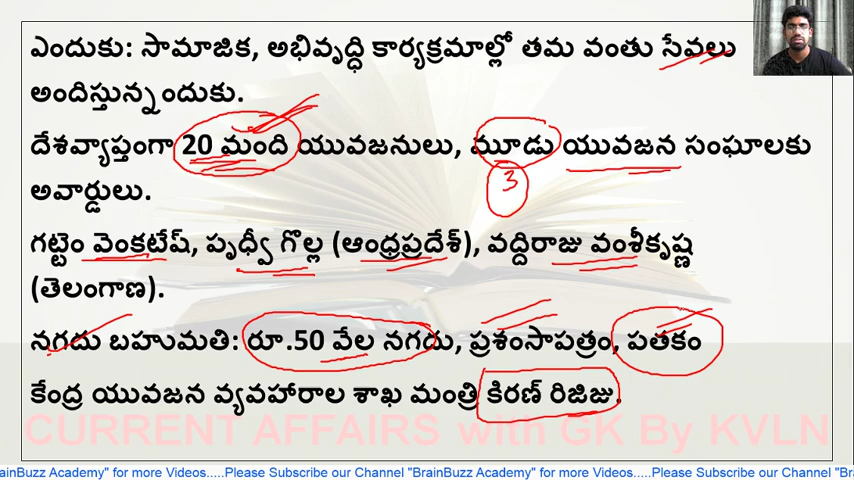 ఎందుకు: సామాజిక, అభివృద్ధి కార్యక్రమాల్లో తమ వంతు సేవలు
అందిస్తున్నందుకు.
దేశవ్యాప్తంగా 20 మంది యువజనులు, మూడు యువజన సంఘాలకు
3
అవార్డులు.
గట్టెం వెంకటేష్, పృధ్వీ గొల్ల (ఆంధ్రప్రదేశ్), వద్దిరాజు వంశీకృష్ణ
(తెలంగాణ).
నగదు బహుమతి: రూ.50 వేల నగదు, ప్రశంసాపత్రం, పతకం
కేంద్ర యువజన వ్యవహారాల శాఖ మంత్రి కిరణ్ రిజిజు.
CURRENT AFFAIRS with GK By KVLN
ainBuzz Academy" for more Videos.....Please Subscribe our Channel "BrainBuzz Academy" for more Videos.....Please Subscribe our Channel "Bra